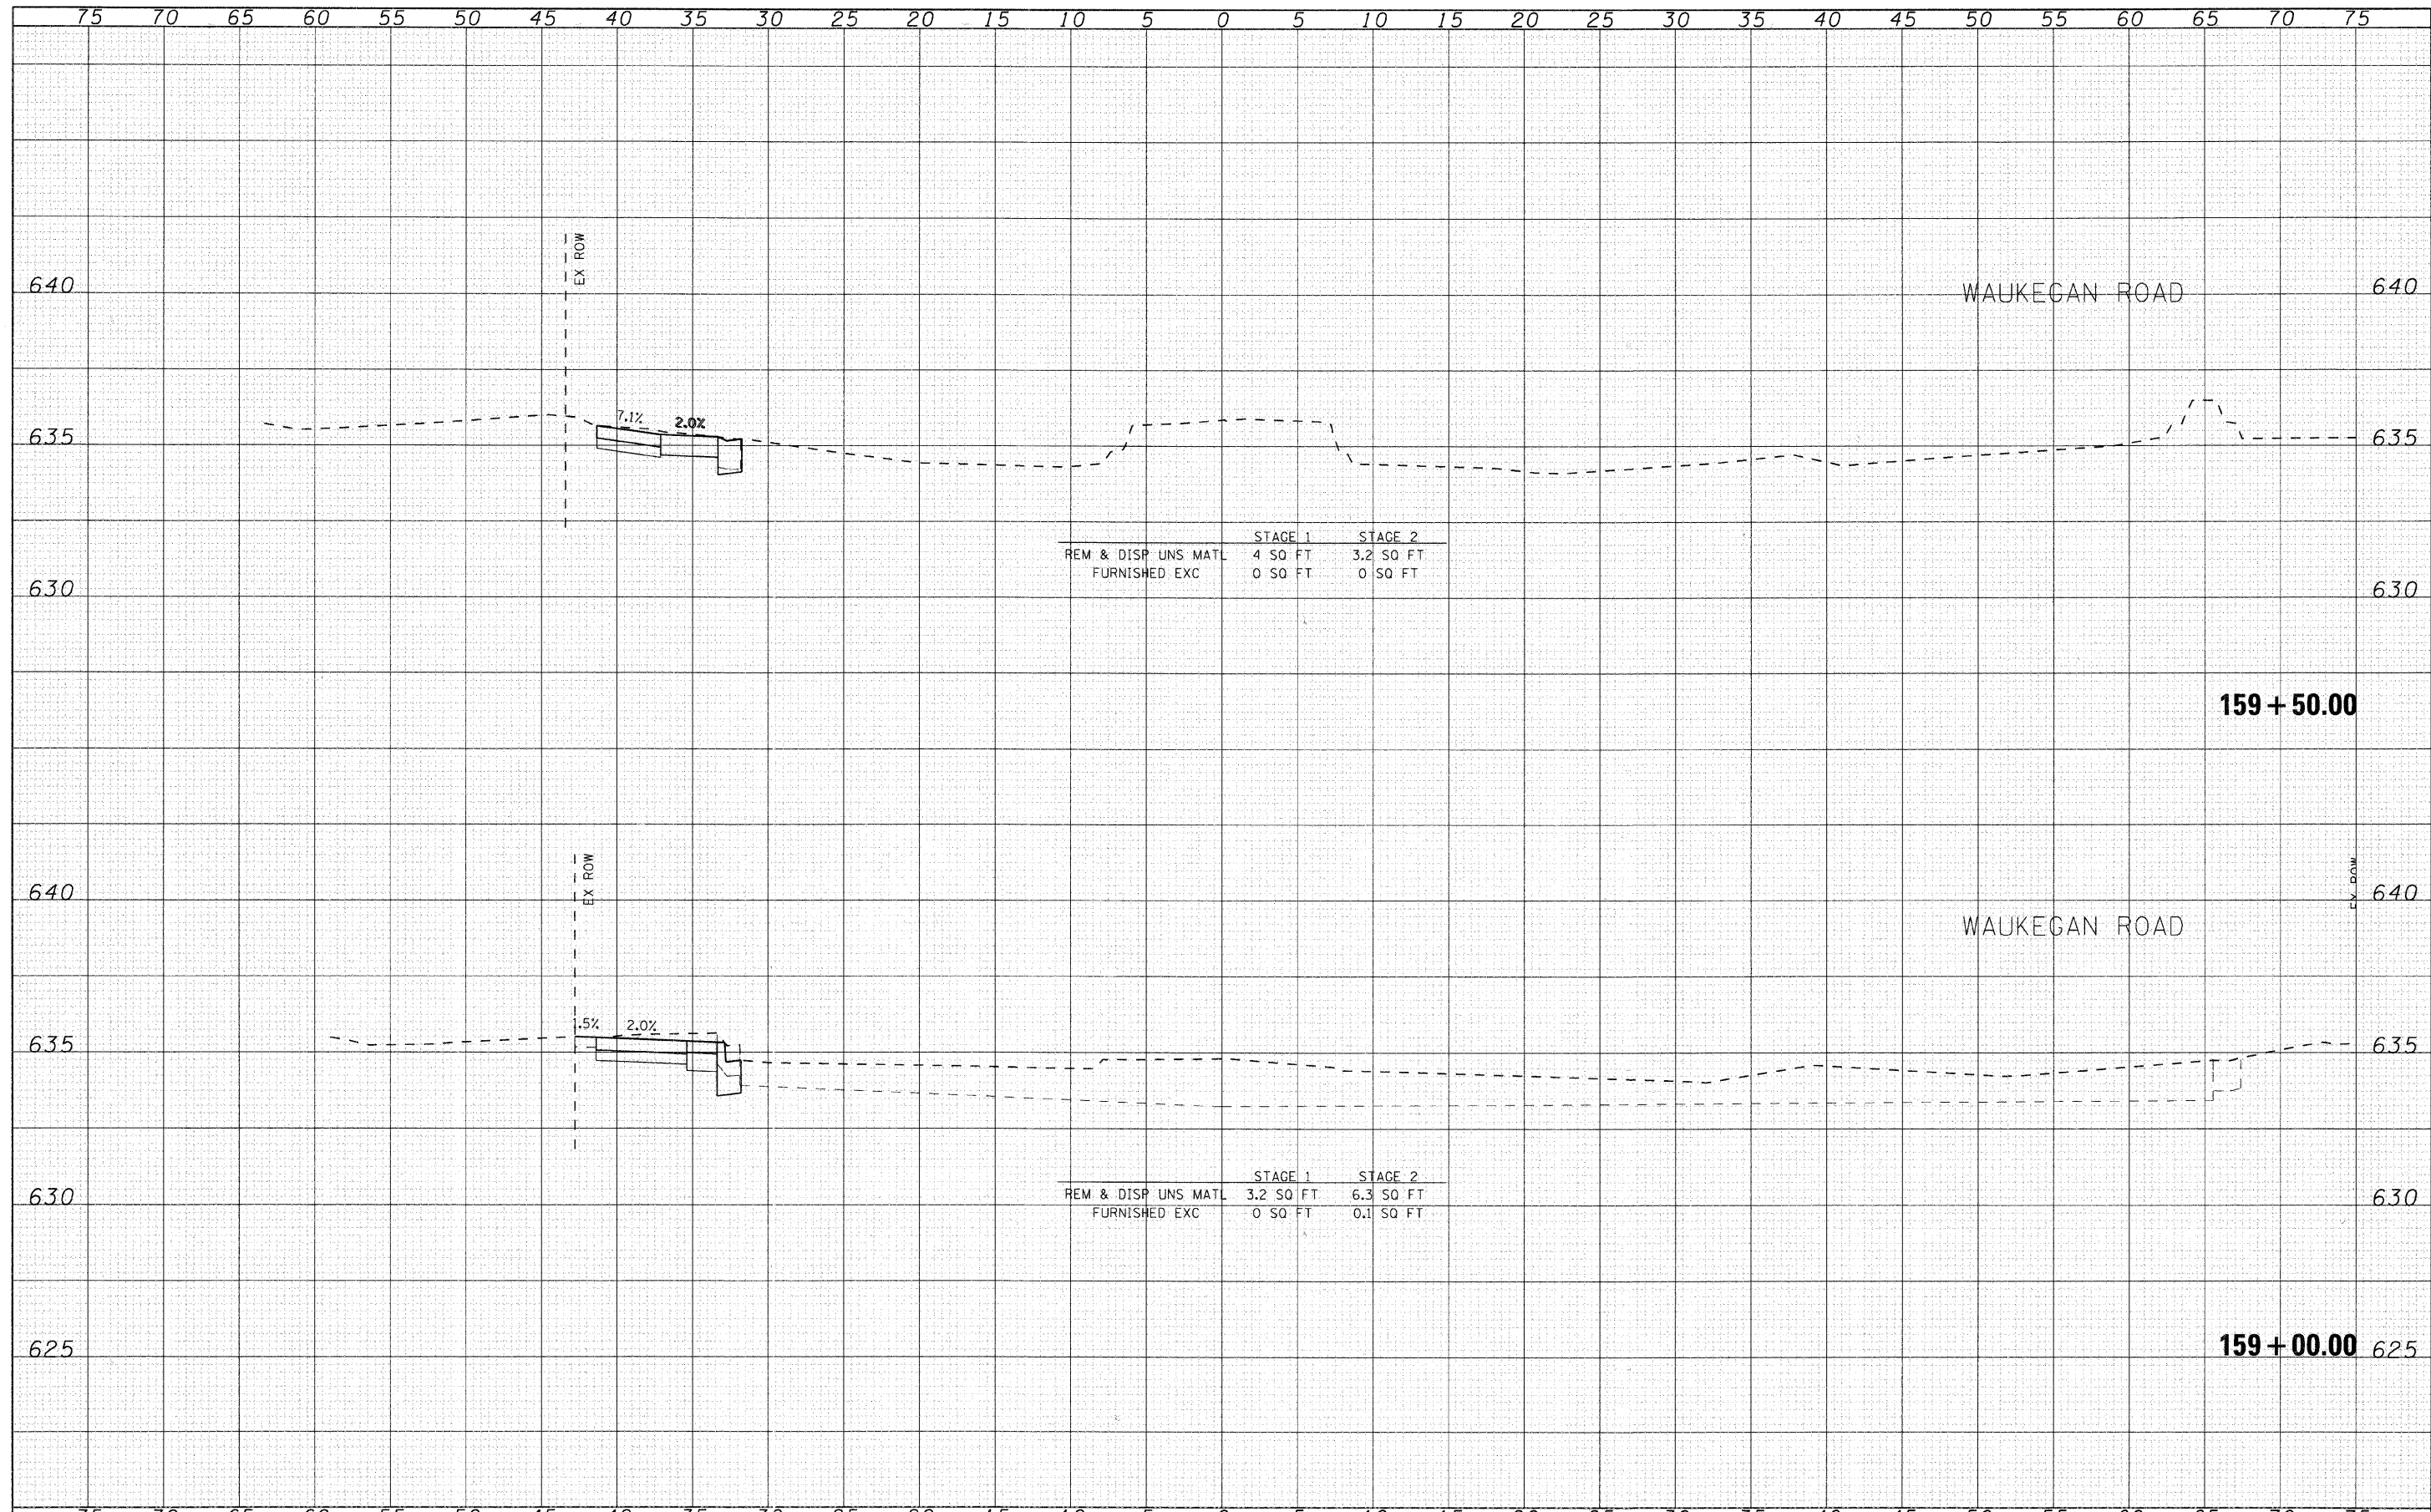 75 70 65 60 55 50 45 40 35 30 25 20 15 10 5 0 5 10 15 20 25 30 35 40 45 50 55 60 65 70 75
EX ROW
640 WAUKEGAN ROAD 640
7.1% 2.0%
635 635
STAGE 1 STAGE 2
REM & DISP UNS MATL 4 SQ FT 3.2 SQ FT
FURNISHED EXC 0 SQ FT 0 SQ FT
630 630
159+50.00
EX ROW
EX ROW
640 640
WAUKEGAN ROAD
.5% 2.0%
635 635
STAGE 1 STAGE 2
REM & DISP UNS MATL 3.2 SQ FT 6.3 SQ FT
630 630
FURNISHED EXC 0 SQ FT 0.1 SQ FT
625 159+00.00 625